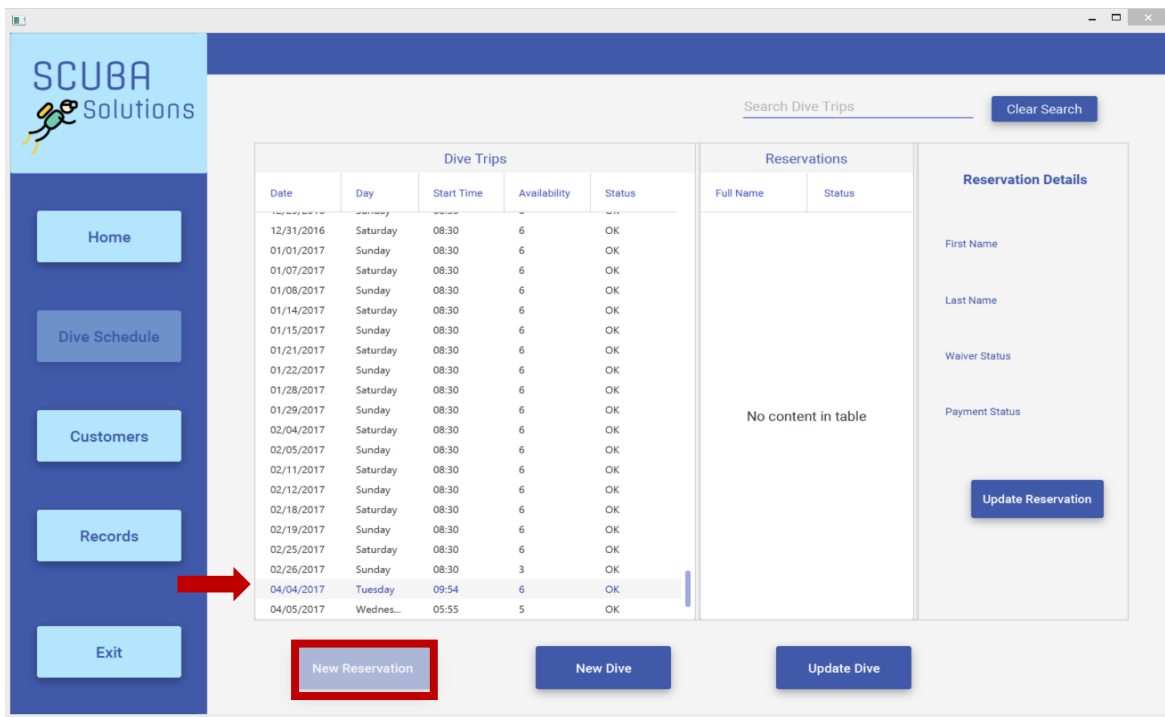 SCUBA
Solutions
Search Dive Trips
Clear Search
Dive Trips
Reservations
Reservation Details
Date Day Start Time Availability Status
Full Name Status
12/31/2016 Saturday 08:30 6 OK
01/01/2017 Sunday 08:30 6 OK
01/07/2017 Saturday 08:30 6 OK
01/08/2017 Sunday 08:30 6 OK
01/14/2017 Saturday 08:30 6 OK
01/15/2017 Sunday 08:30 6 OK
01/21/2017 Saturday 08:30 6 OK
01/22/2017 Sunday 08:30 6 OK
01/28/2017 Saturday 08:30 6 OK
01/29/2017 Sunday 08:30 6 OK
02/04/2017 Saturday 08:30 6 OK
02/05/2017 Sunday 08:30 6 OK
02/11/2017 Saturday 08:30 6 OK
02/12/2017 Sunday 08:30 6 OK
02/18/2017 Saturday 08:30 6 OK
02/19/2017 Sunday 08:30 6 OK
02/25/2017 Saturday 08:30 6 OK
02/26/2017 Sunday 08:30 3 OK
04/04/2017 Tuesday 09:54 6 OK
04/05/2017 Wednes... 05:55 5 OK
No content in table
First Name
Last Name
Waiver Status
Payment Status
Update Reservation
Home
Dive Schedule
Customers
Records
Exit
New Reservation
New Dive
Update Dive